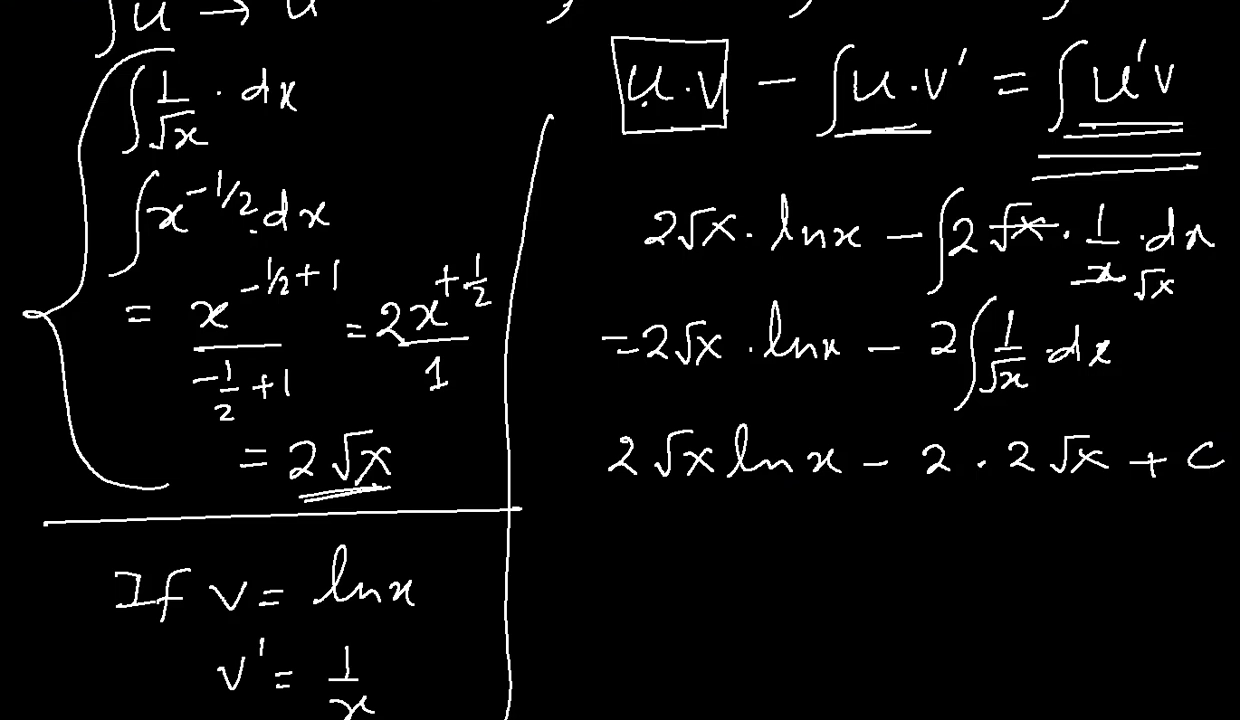 ∫u → u
∫ 1/√x · dx
∫ x^(-1/2) · dx
= x^(-1/2+1) / (-1/2+1) = 2x^(+1/2) / 1
= 2√x
If v = ln x
v' = 1/x
u·v − ∫u·v' = ∫u'v
2√x · ln x − ∫2√x · 1/x · dx √x
= 2√x · ln x − 2∫ 1/√x · dx
2√x ln x − 2 · 2√x + c